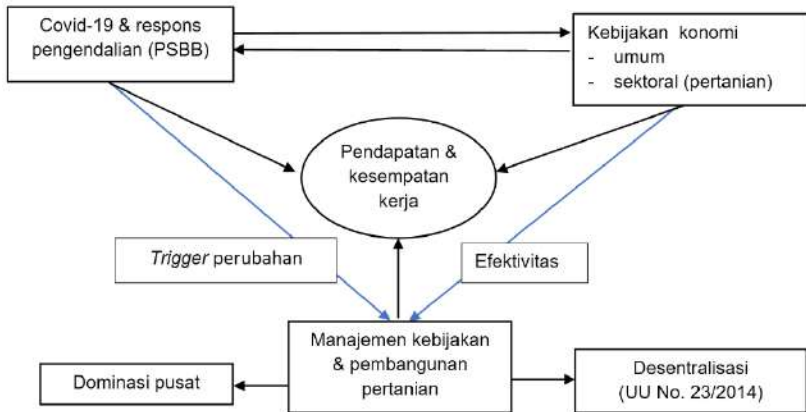 Covid-19 & respons
pengendalian (PSBB)
Kebijakan konomi
- umum
- sektoral (pertanian)
Pendapatan &
kesempatan
kerja
Trigger perubahan
Efektivitas
Manajemen kebijakan
& pembangunan
pertanian
Dominasi pusat
Desentralisasi
(UU No. 23/2014)